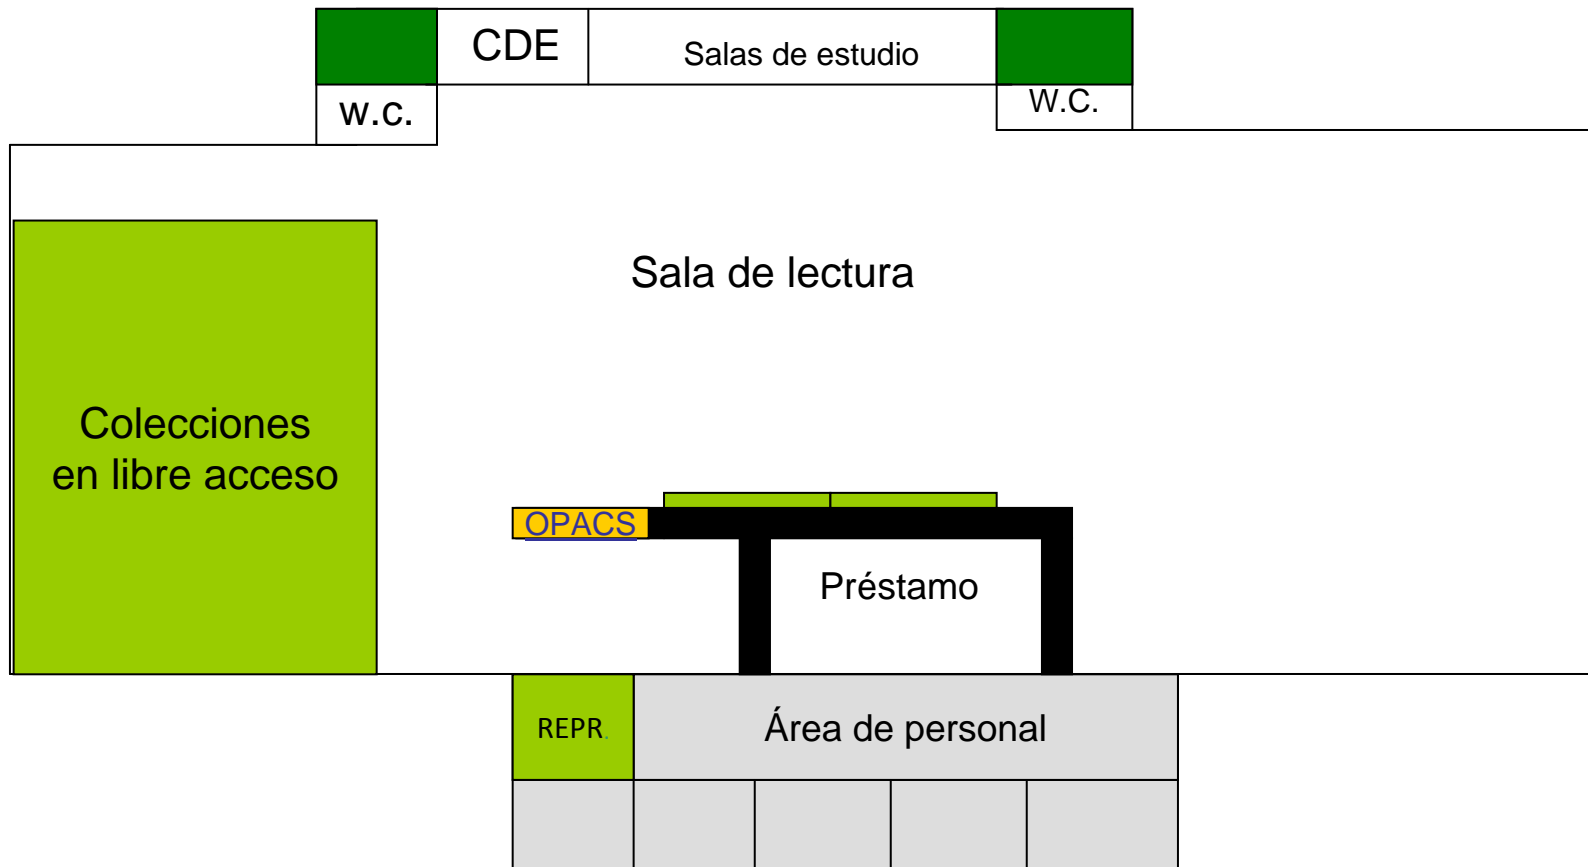 CDE
Salas de estudio
w.c.
W.C.
Sala de lectura
Colecciones
en libre acceso
OPACS
Préstamo
REPR.
Área de personal